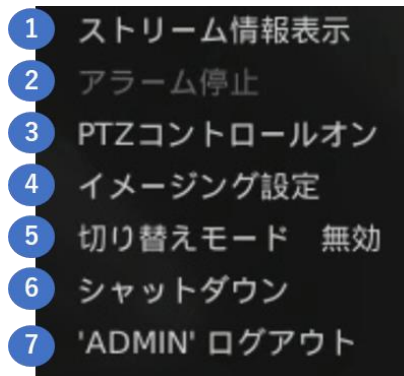 1 ストリーム情報表示
2 アラーム停止
3 PTZコントロールオン
4 イメージング設定
5 切り替えモード　無効
6 シャットダウン
7 'ADMIN' ログアウト